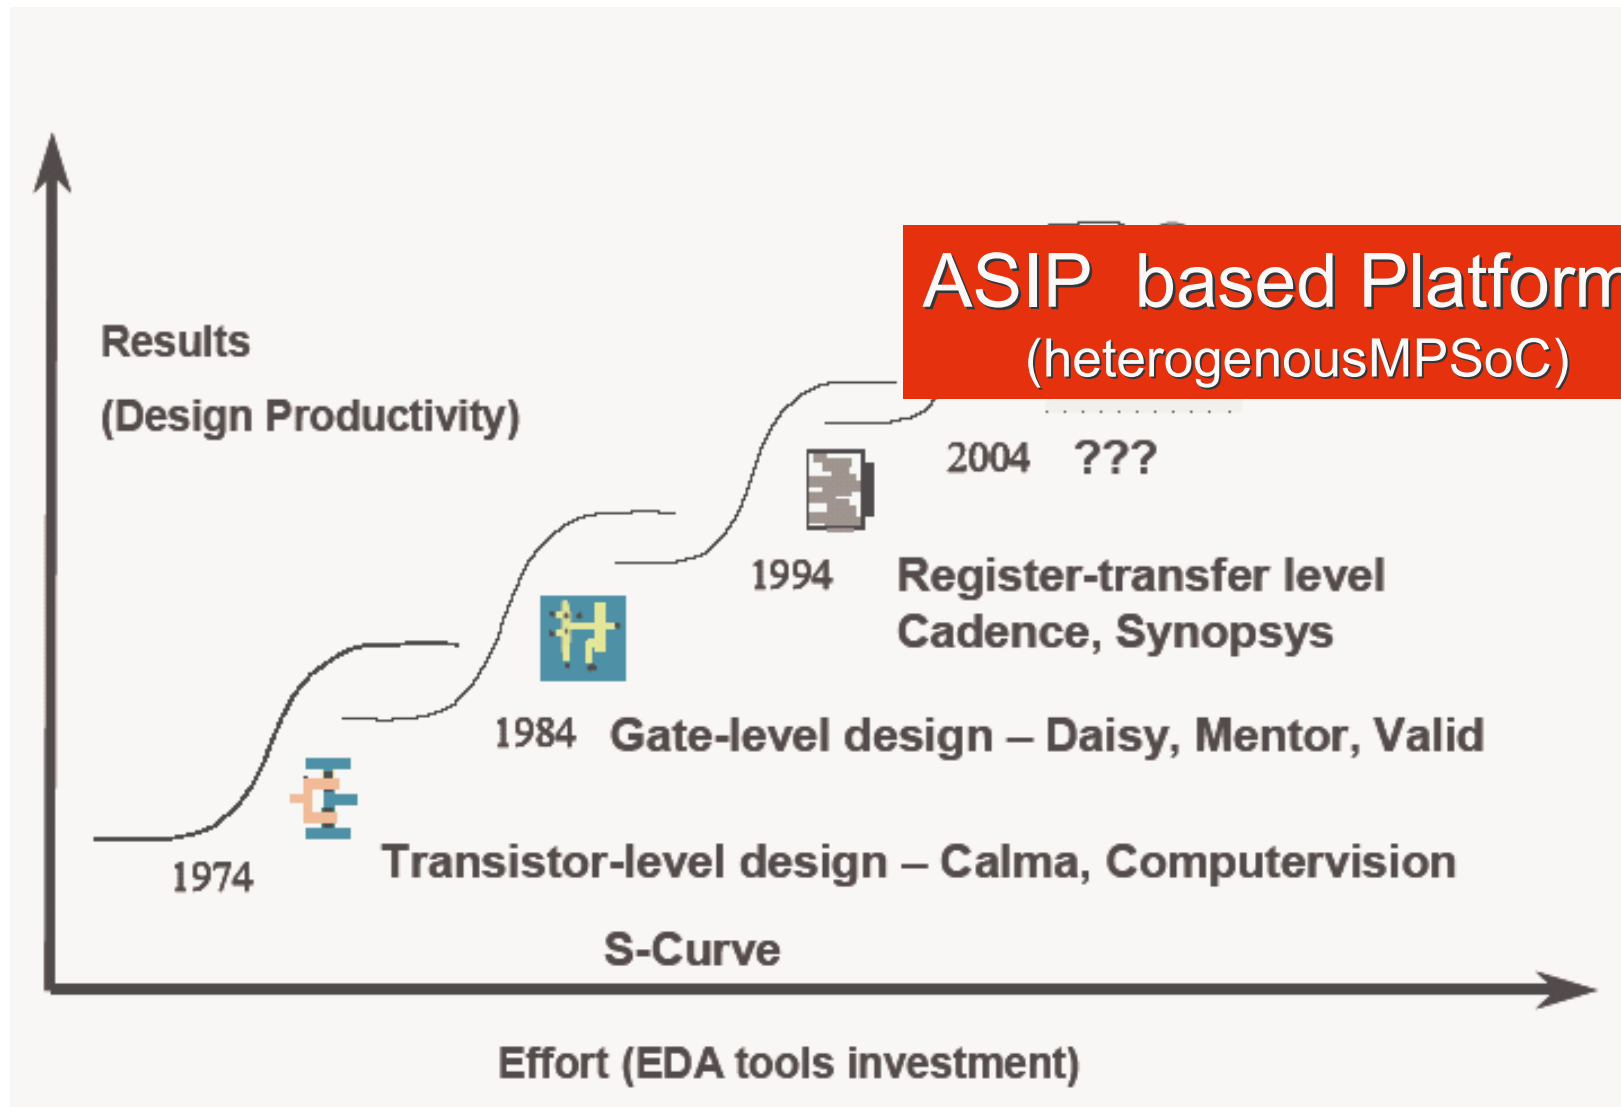 ASIP based Platform
(heterogenousMPSoC)
Results
(Design Productivity)
2004 ???
1994 Register-transfer level
Cadence, Synopsys
1984 Gate-level design – Daisy, Mentor, Valid
1974 Transistor-level design – Calma, Computervision
S-Curve
Effort (EDA tools investment)